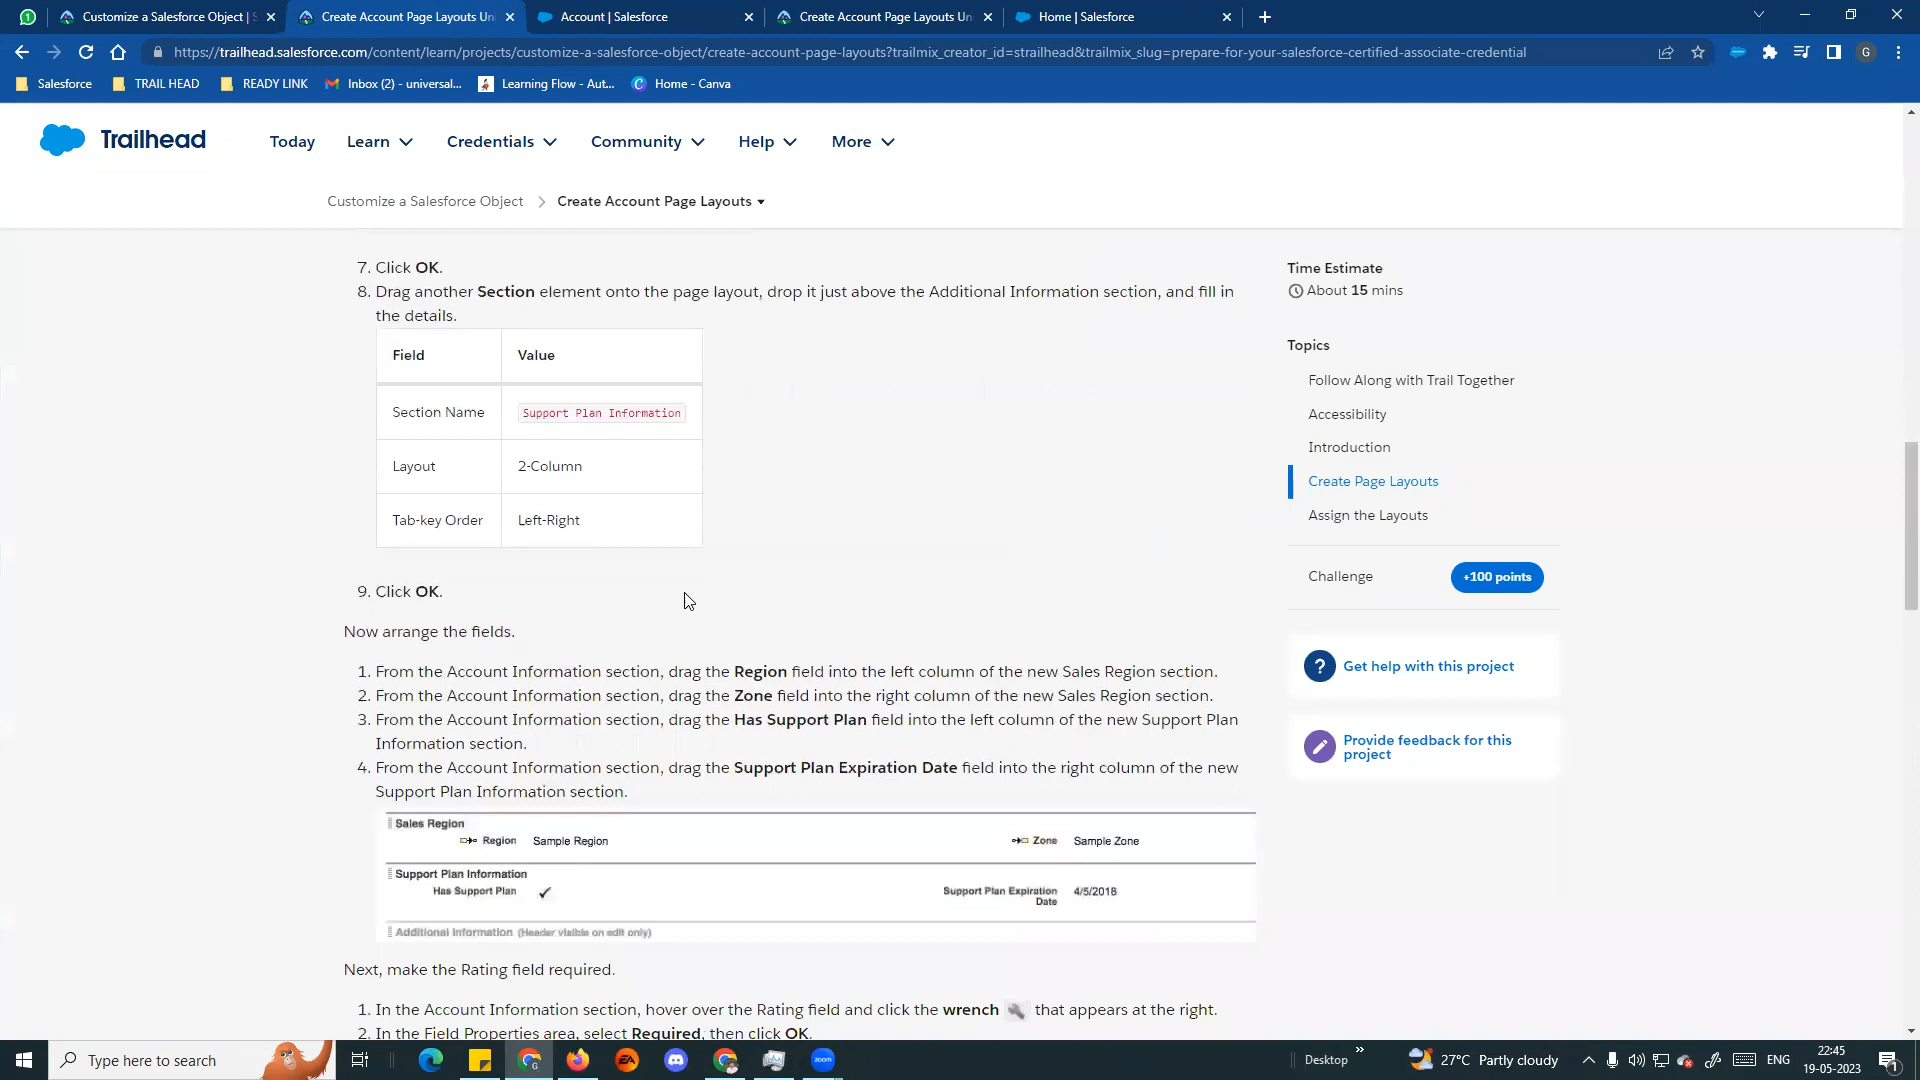 Customize a Salesforce Object | S
Create Account Page Layouts Un
Account | Salesforce
Create Account Page Layouts Un
Home | Salesforce
https://trailhead.salesforce.com/content/learn/projects/customize-a-salesforce-object/create-account-page-layouts?trailmix_creator_id=strailhead&trailmix_slug=prepare-for-your-salesforce-certified-associate-credential
G
Salesforce
TRAIL HEAD
READY LINK
Inbox (2) - universal...
Learning Flow - Aut...
Home - Canva
Trailhead
Today
Learn
Credentials
Community
Help
More
Customize a Salesforce Object > Create Account Page Layouts
7. Click OK.
8. Drag another Section element onto the page layout, drop it just above the Additional Information section, and fill in
the details.
Field Value
Section Name Support Plan Information
Layout 2-Column
Tab-key Order Left-Right
9. Click OK.
Now arrange the fields.
1. From the Account Information section, drag the Region field into the left column of the new Sales Region section.
2. From the Account Information section, drag the Zone field into the right column of the new Sales Region section.
3. From the Account Information section, drag the Has Support Plan field into the left column of the new Support Plan
Information section.
4. From the Account Information section, drag the Support Plan Expiration Date field into the right column of the new
Support Plan Information section.
Sales Region
Region Sample Region Zone Sample Zone
Support Plan Information
Has Support Plan Support Plan Expiration 4/5/2018
Date
Additional Information (Header visible on edit only)
Next, make the Rating field required.
1. In the Account Information section, hover over the Rating field and click the wrench that appears at the right.
2. In the Field Properties area, select Required, then click OK.
Time Estimate
About 15 mins
Topics
Follow Along with Trail Together
Accessibility
Introduction
Create Page Layouts
Assign the Layouts
Challenge +100 points
? Get help with this project
Provide feedback for this
project
Type here to search
EA
zoom
Desktop
27°C Partly cloudy
ENG
22:45
19-05-2023
1